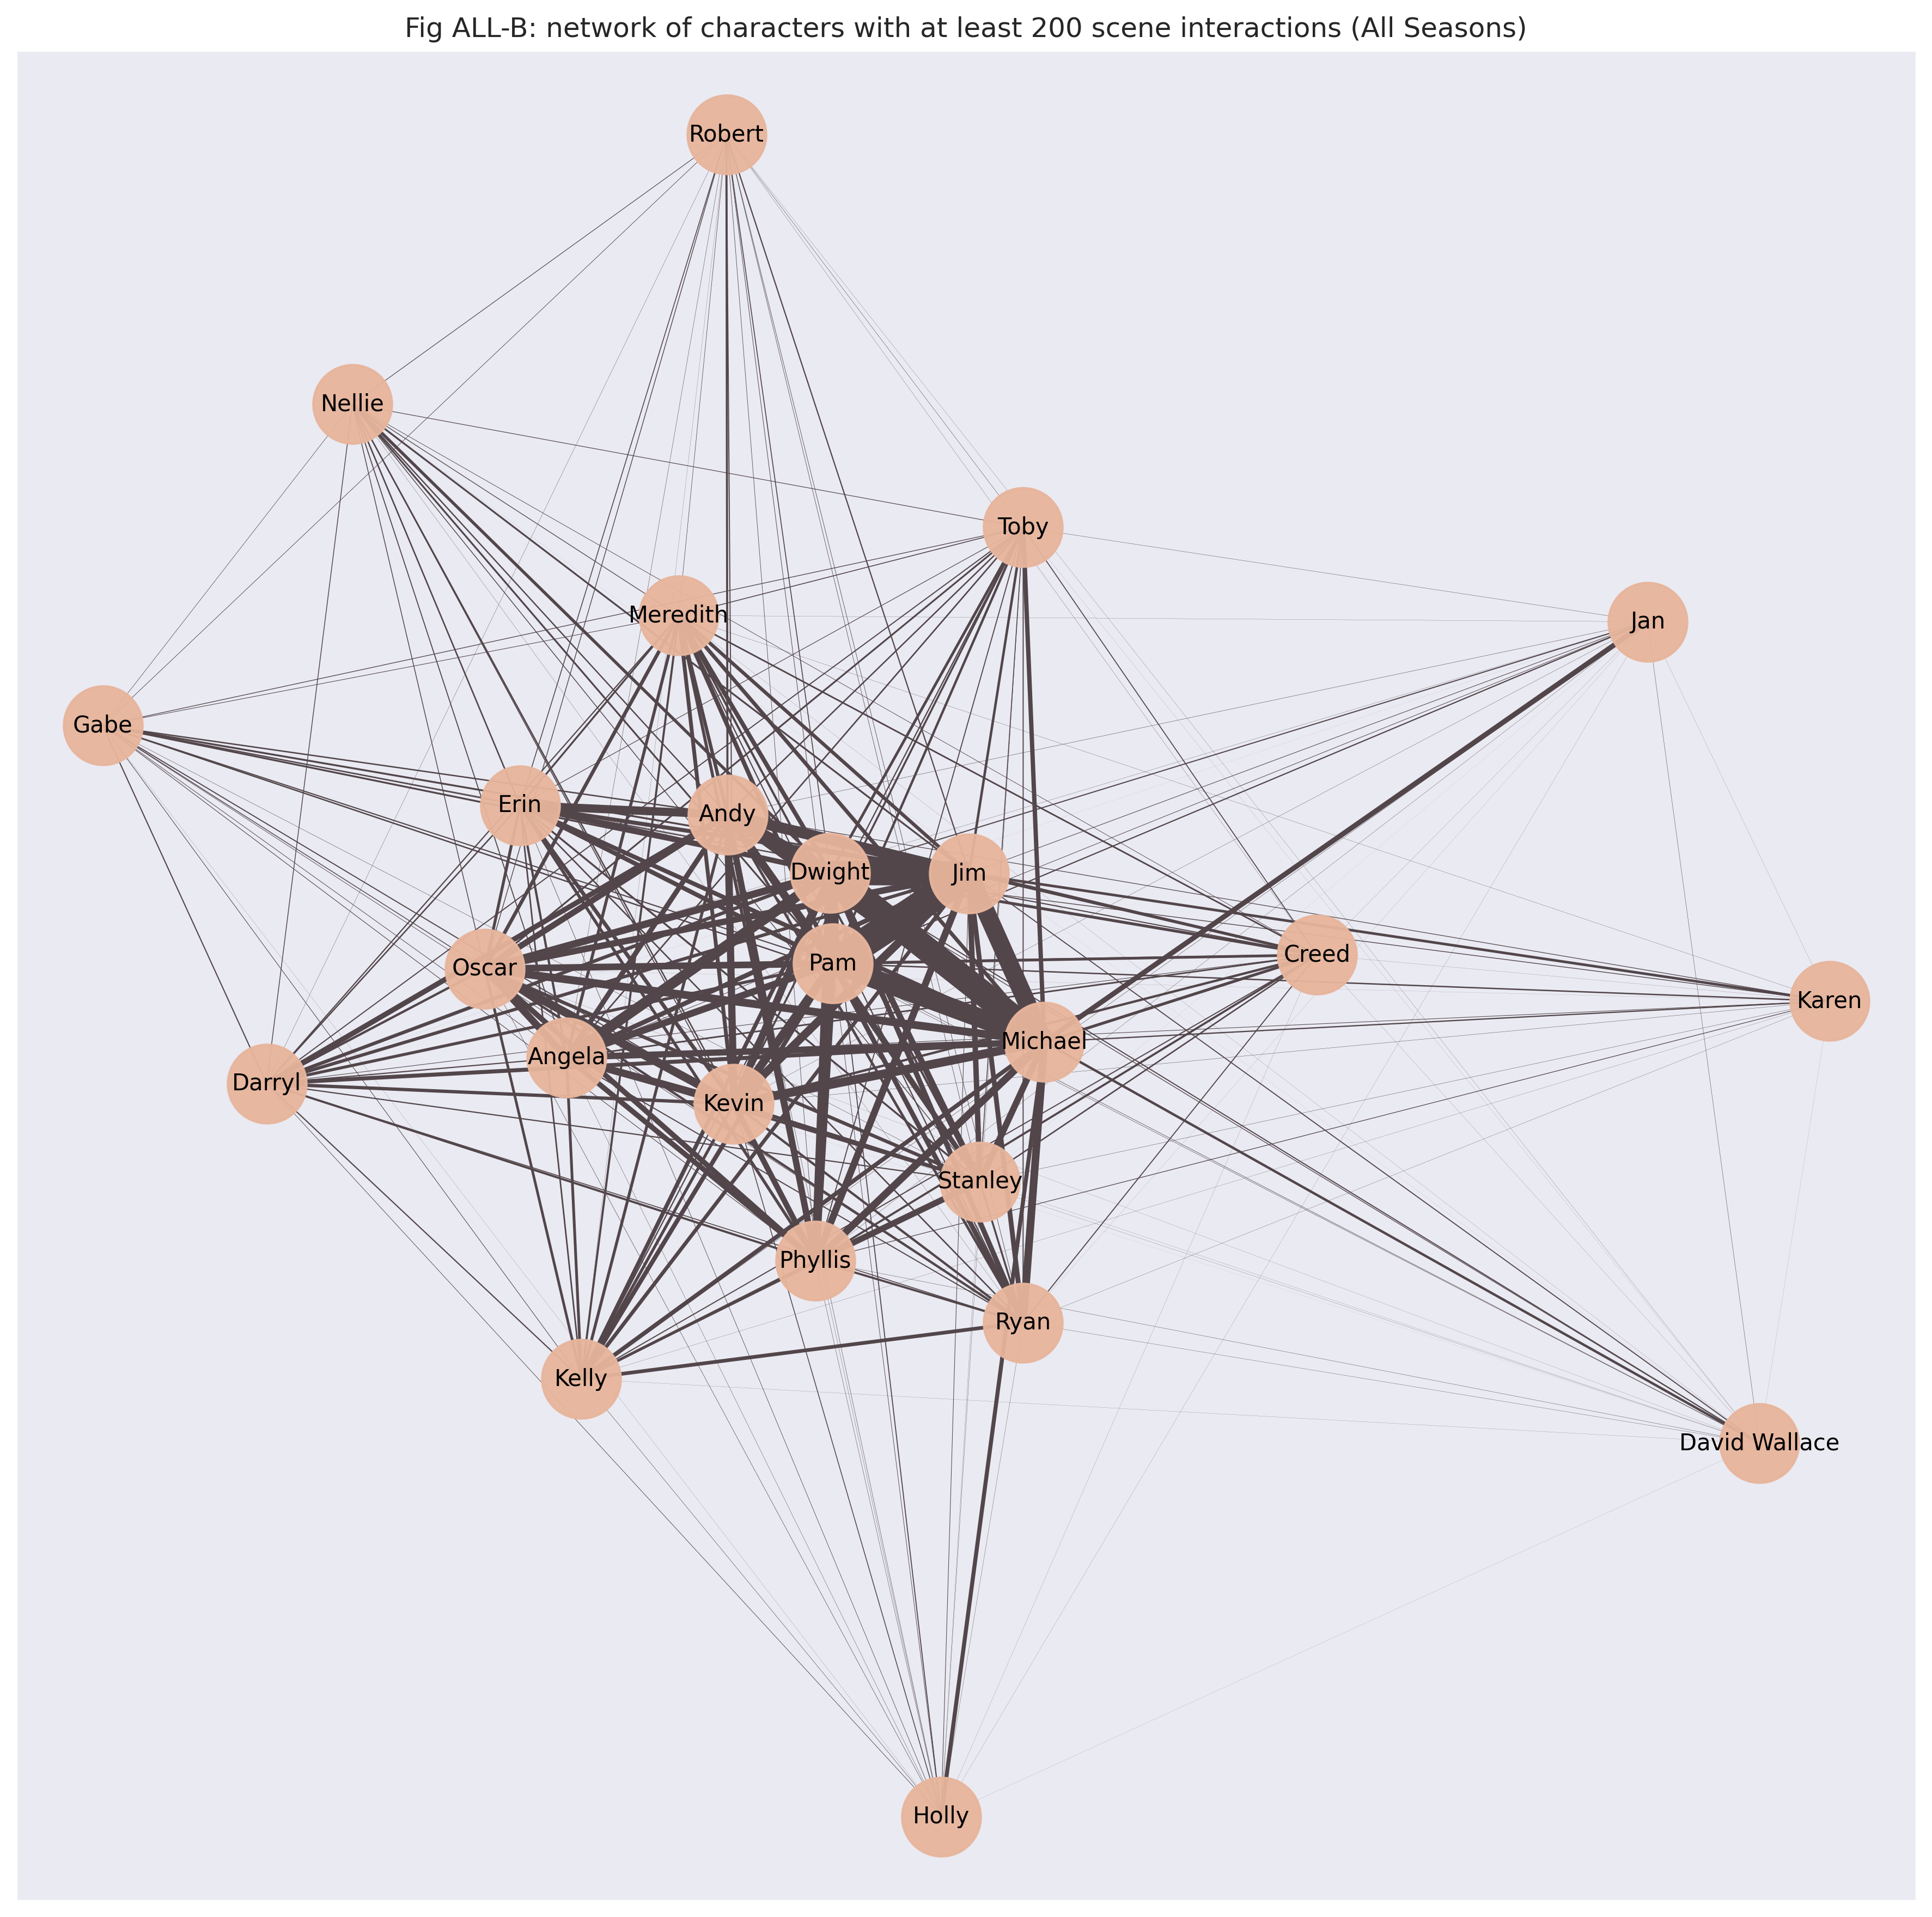 Fig ALL-B: network of characters with at least 200 scene interactions (All Seasons)
Robert
Nellie
Toby
Meredith
Jan
Gabe
Erin
Andy
Dwight
Jim
Creed
Oscar
Pam
Karen
Michael
Angela
Darryl
Kevin
Stanley
Phyllis
Ryan
Kelly
David Wallace
Holly